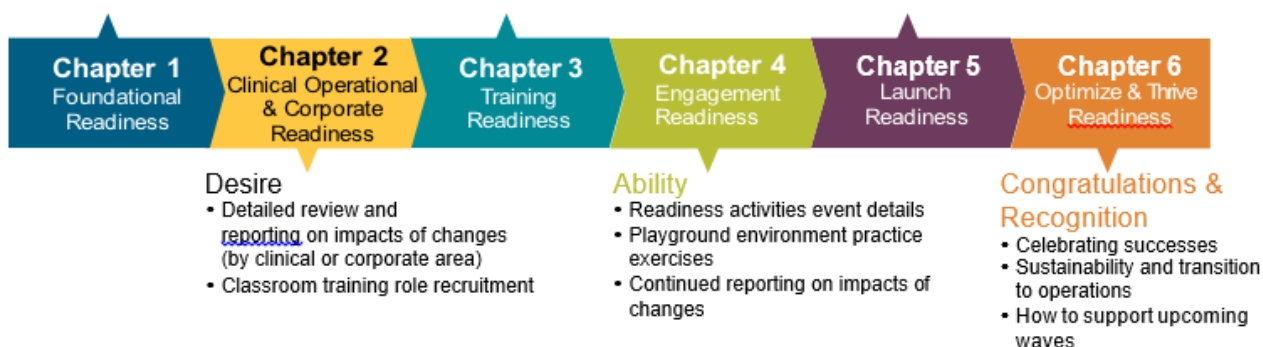 Chapter 1
Foundational
Readiness
Chapter 2
Clinical Operational
& Corporate
Readiness
Chapter 3
Training
Readiness
Chapter 4
Engagement
Readiness
Chapter 5
Launch
Readiness
Chapter 6
Optimize & Thrive
Readiness
Desire
• Detailed review and
reporting on impacts of changes
(by clinical or corporate area)
• Classroom training role recruitment
Ability
• Readiness activities event details
• Playground environment practice
exercises
• Continued reporting on impacts of
changes
Congratulations &
Recognition
• Celebrating successes
• Sustainability and transition
to operations
• How to support upcoming
waves